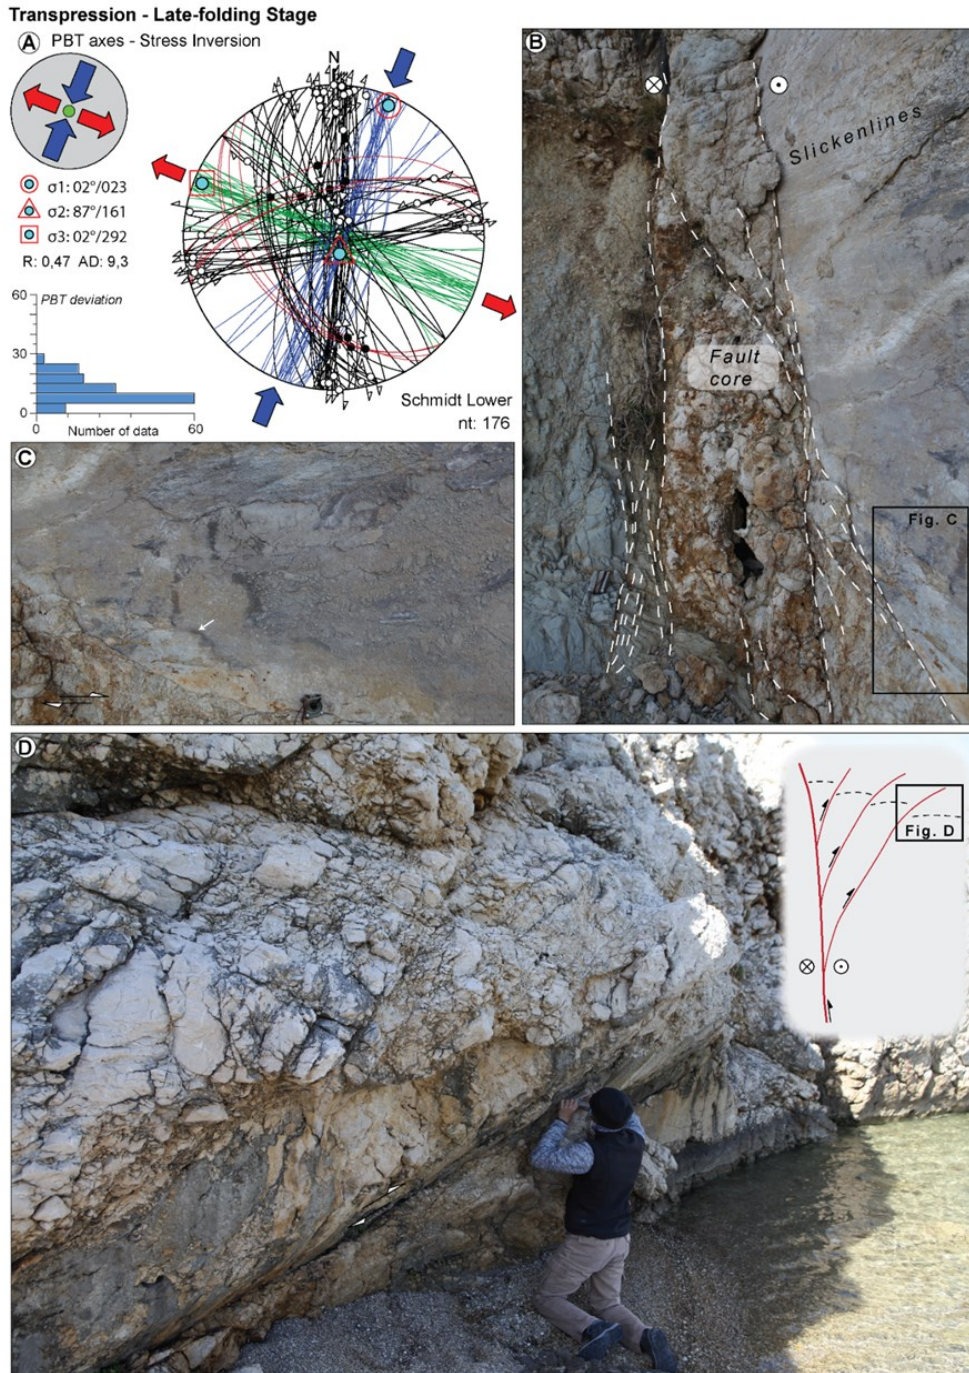 Transpression - Late-folding Stage
A
PBT axes - Stress Inversion
N
σ1: 02°/023
σ2: 87°/161
σ3: 02°/292
R: 0,47 AD: 9,3
60
PBT deviation
30
0
0
60
Number of data
Schmidt Lower
nt: 176
B
Slickenlines
Fault
core
Fig. C
C
D
Fig. D